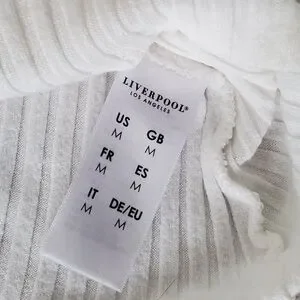 LIVERPOOL®
LOS ANGELES
US GB
M M
FR ES
M M
IT DE/EU
M M